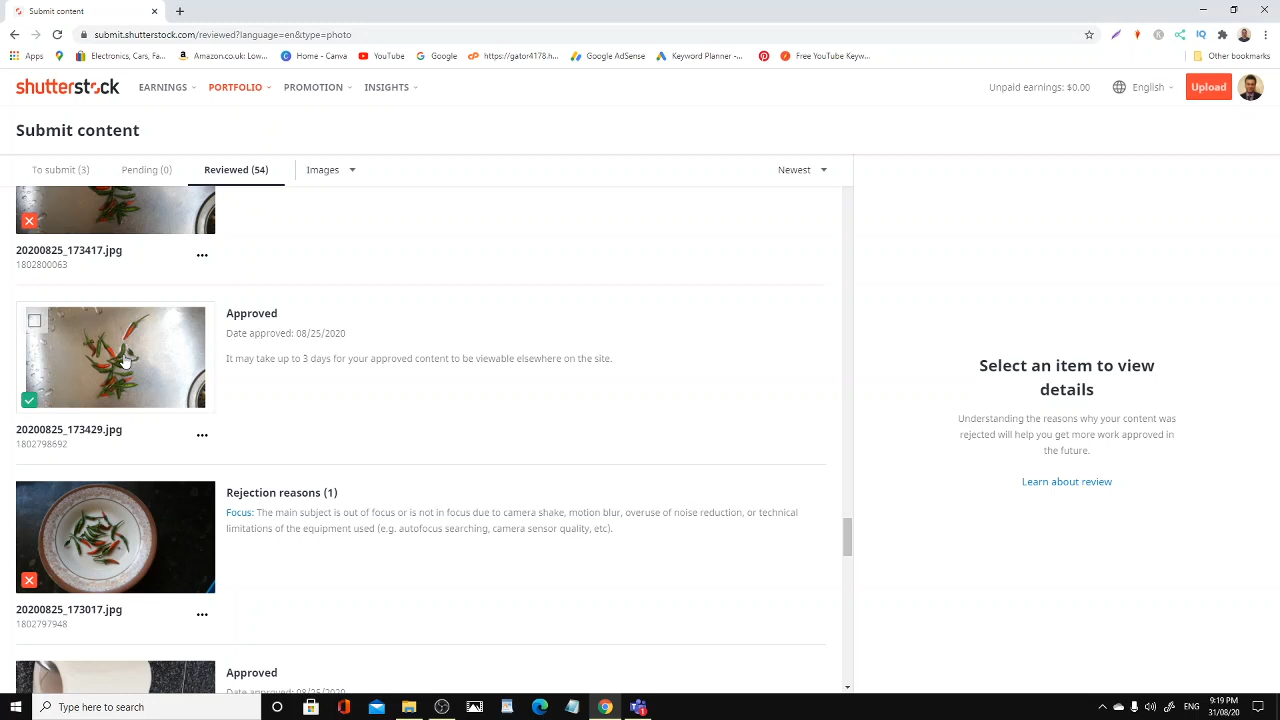 Submit content
submit.shutterstock.com/reviewed?language=en&type=photo
Apps
Electronics, Cars, Fa...
Amazon.co.uk: Low...
Home - Canva
YouTube
Google
https://gator4178.h...
Google AdSense
Keyword Planner -...
Free YouTube Keyw...
Other bookmarks
shutterstock
EARNINGS
PORTFOLIO
PROMOTION
INSIGHTS
Unpaid earnings: $0.00
English
Upload
Submit content
To submit (3)
Pending (0)
Reviewed (54)
Images
Newest
20200825_173417.jpg
1802800063
Approved
Date approved: 08/25/2020
It may take up to 3 days for your approved content to be viewable elsewhere on the site.
20200825_173429.jpg
1802798692
Rejection reasons (1)
Focus: The main subject is out of focus or is not in focus due to camera shake, motion blur, overuse of noise reduction, or technical
limitations of the equipment used (e.g. autofocus searching, camera sensor quality, etc).
20200825_173017.jpg
1802797948
Approved
Date approved: 08/25/2020
Select an item to view
details
Understanding the reasons why your content was
rejected will help you get more work approved in
the future.
Learn about review
Type here to search
9:19 PM
31/08/20